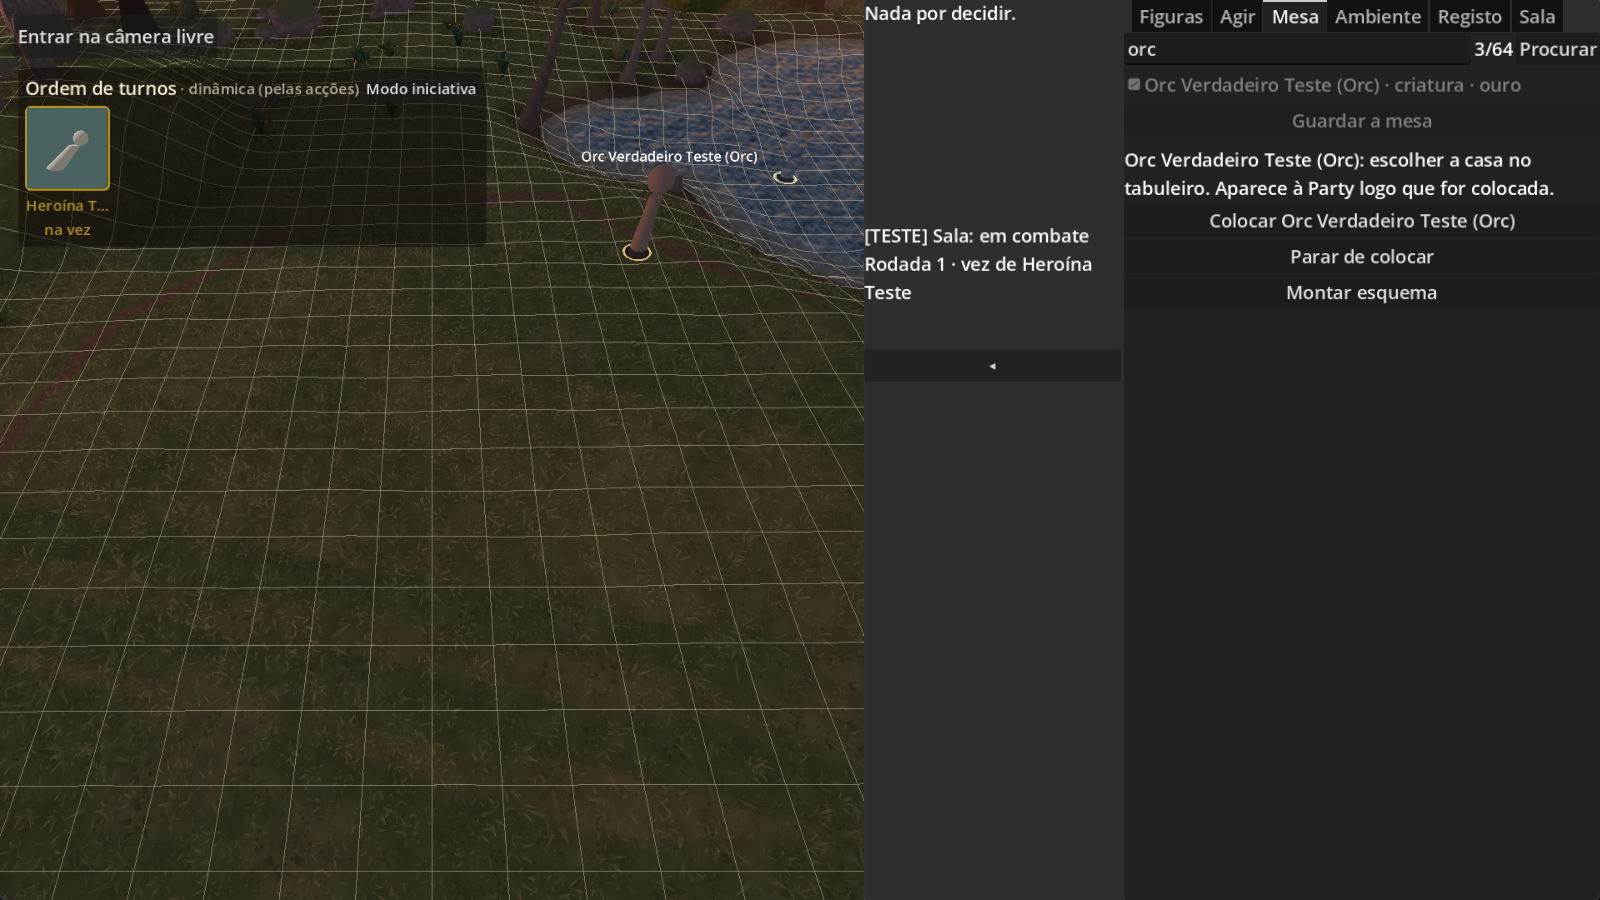 Entrar na câmera livre
Ordem de turnos · dinâmica (pelas acções) Modo iniciativa
Heroína T...
na vez
Orc Verdadeiro Teste (Orc)
Nada por decidir.
[TESTE] Sala: em combate
Rodada 1 · vez de Heroína
Teste
Figuras Agir Mesa Ambiente Registo Sala
orc 3/64 Procurar
Orc Verdadeiro Teste (Orc) · criatura · ouro
Guardar a mesa
Orc Verdadeiro Teste (Orc): escolher a casa no
tabuleiro. Aparece à Party logo que for colocada.
Colocar Orc Verdadeiro Teste (Orc)
Parar de colocar
Montar esquema